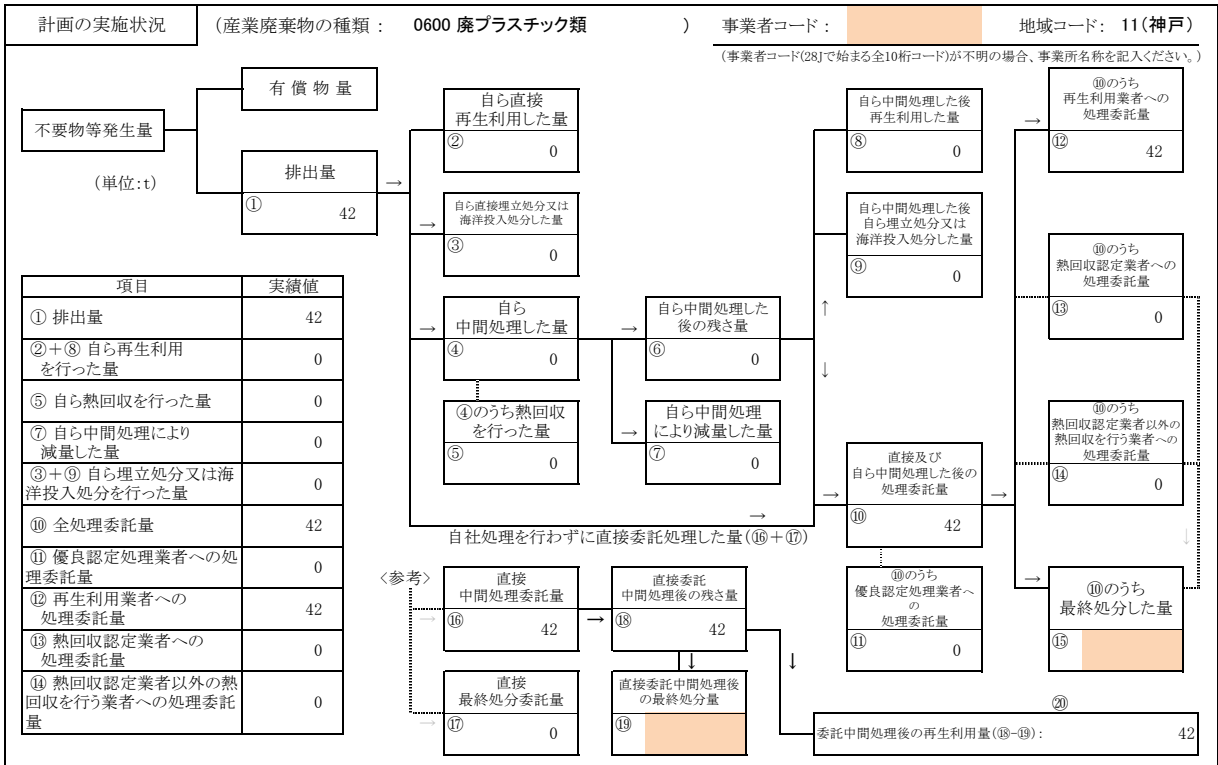 計画の実施状況
(産業廃棄物の種類： 0600 廃プラスチック類 )
事業者コード：
地域コード： 11(神戸)
(事業者コード(28Jで始まる全10桁コード)が不明の場合、事業所名称を記入ください。)
不要物等発生量
(単位:t)
有 償 物 量
排出量
① 42
→
自ら直接
再生利用した量
② 0
→
自ら直接埋立処分又は
海洋投入処分した量
③ 0
→
自ら
中間処理した量
④ 0
④のうち熱回収
を行った量
⑤ 0
→
自ら中間処理した
後の残さ量
⑥ 0
→
自ら中間処理
により減量した量
⑦ 0
自ら中間処理した後
再生利用した量
⑧ 0
自ら中間処理した後
自ら埋立処分又は
海洋投入処分した量
⑨ 0
↑
↓
→
直接及び
自ら中間処理した後の
処理委託量
⑩ 42
→
⑩のうち
優良認定処理業者へ
の
処理委託量
⑪ 0
→
⑩のうち
再生利用業者への
処理委託量
⑫ 42
⑩のうち
熱回収認定業者への
処理委託量
⑬ 0
⑩のうち
熱回収認定業者以外の
熱回収を行う業者への
処理委託量
⑭ 0
↓
→
⑩のうち
最終処分した量
⑮
→
自社処理を行わずに直接委託処理した量(⑯＋⑰)
〈参考〉
→
直接
中間処理委託量
⑯ 42
→
直接委託
中間処理後の残さ量
⑱ 42
→
直接
最終処分委託量
⑰ 0
↓
直接委託中間処理後
の最終処分量
⑲
↓
⑳
委託中間処理後の再生利用量(⑱-⑲)： 42
項目 実績値
① 排出量 42
②＋⑧ 自ら再生利用
を行った量 0
⑤ 自ら熱回収を行った量 0
⑦ 自ら中間処理により
減量した量 0
③＋⑨ 自ら埋立処分又は海
洋投入処分を行った量 0
⑩ 全処理委託量 42
⑪ 優良認定処理業者への処
理委託量 0
⑫ 再生利用業者への
処理委託量 42
⑬ 熱回収認定業者への
処理委託量 0
⑭ 熱回収認定業者以外の熱
回収を行う業者への処理委託
量 0